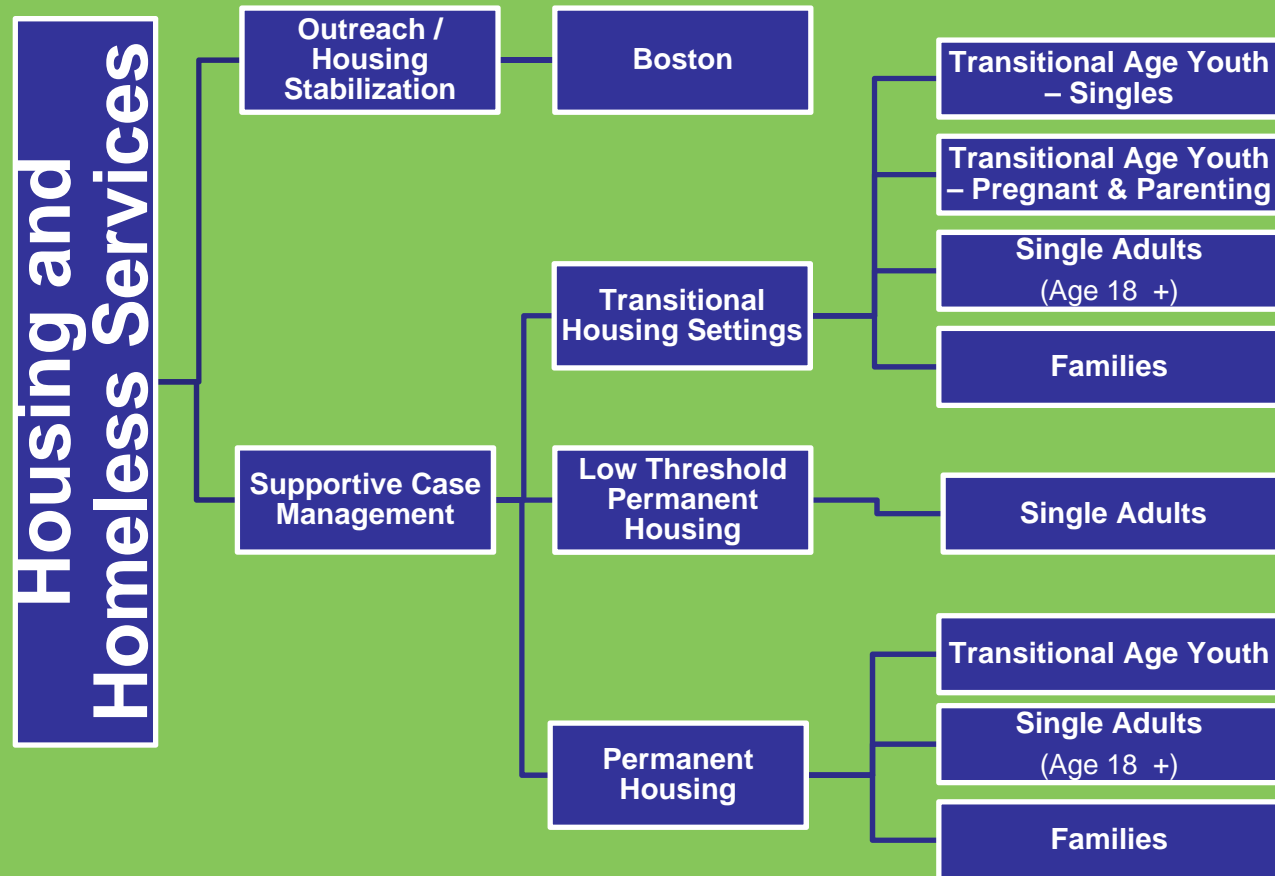 Housing and
Homeless Services
Outreach /
Housing
Stabilization
Boston
Supportive Case
Management
Transitional
Housing Settings
Transitional Age Youth
– Singles
Transitional Age Youth
– Pregnant & Parenting
Single Adults
(Age 18 +)
Families
Low Threshold
Permanent
Housing
Single Adults
Permanent
Housing
Transitional Age Youth
Single Adults
(Age 18 +)
Families